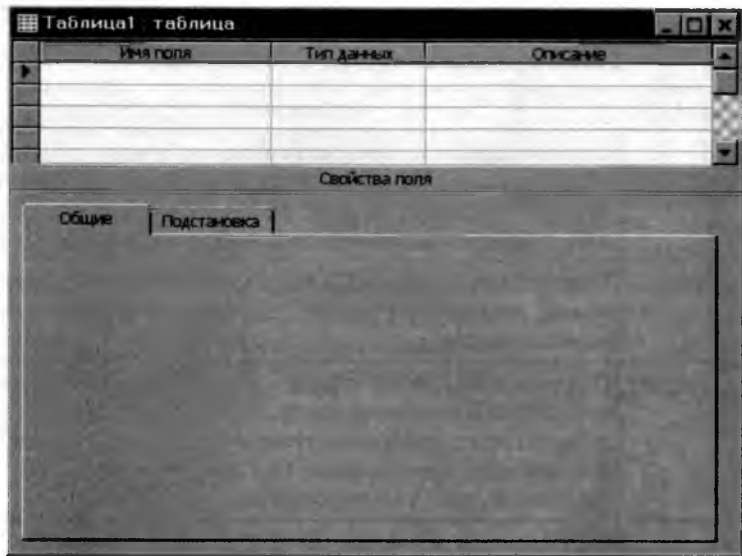 Таблица1 : таблица
Имя поля Тип данных Описание
Свойства поля
Общие Подстановка